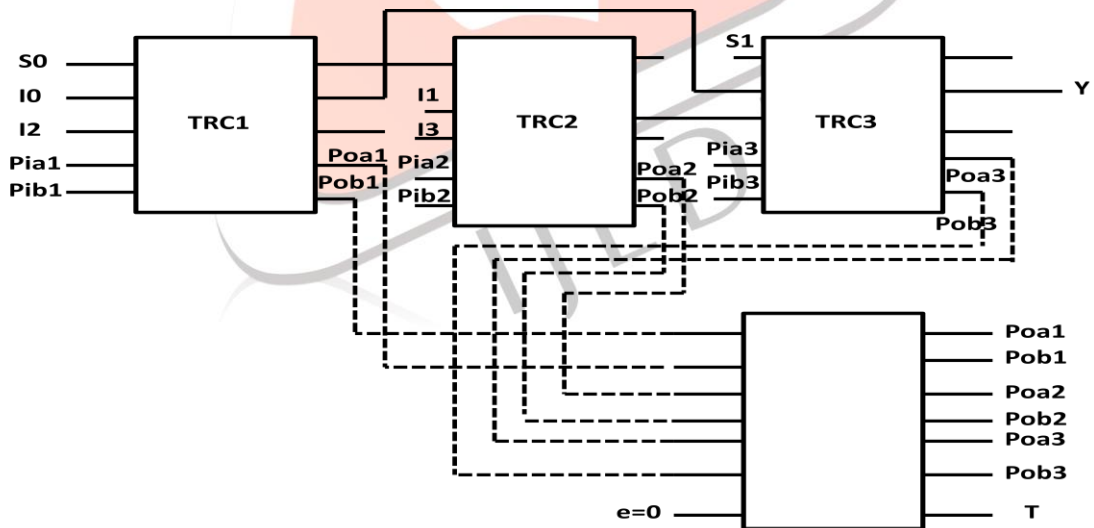 S0
I0
I2
Pia1
Pib1
TRC1
Poa1
Pob1
I1
I3
Pia2
Pib2
TRC2
Poa2
Pob2
S1
Pia3
Pib3
TRC3
Y
Poa3
Pob3
IJEDR
e=0
Poa1
Pob1
Poa2
Pob2
Poa3
Pob3
T